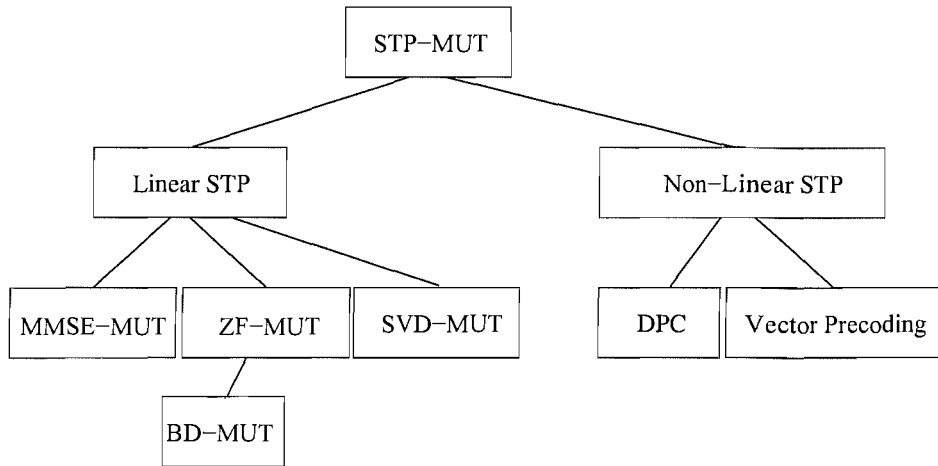 STP−MUT
Linear STP
Non−Linear STP
MMSE−MUT
ZF−MUT
SVD−MUT
DPC
Vector Precoding
BD−MUT